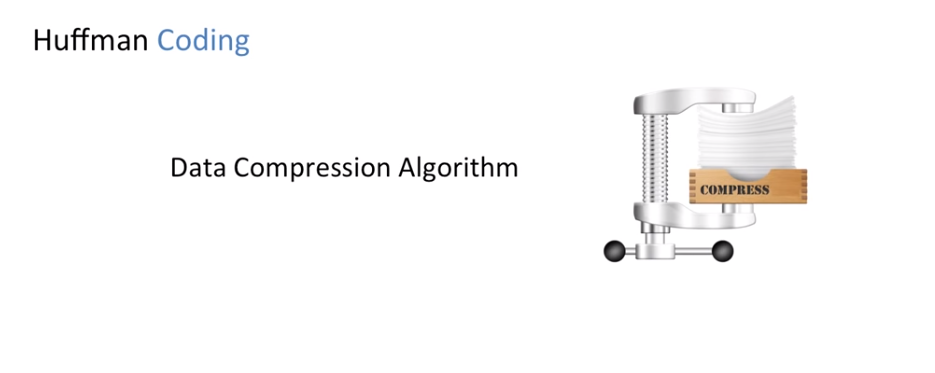 Huffman Coding
Data Compression Algorithm
COMPRESS